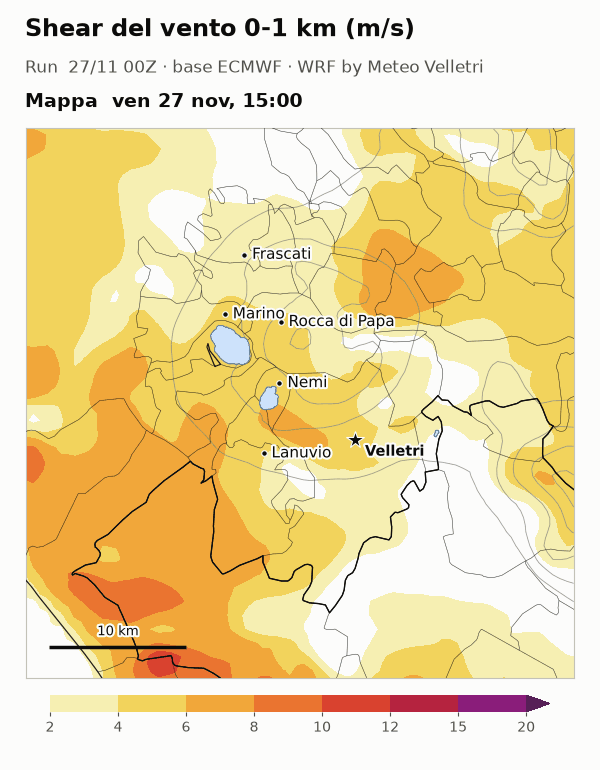 Shear del vento 0-1 km (m/s)
Run  27/11 00Z · base ECMWF · WRF by Meteo Velletri
Mappa  ven 27 nov, 15:00
Frascati
Marino
Rocca di Papa
Nemi
Velletri
Lanuvio
10 km
2 4 6 8 10 12 15 20